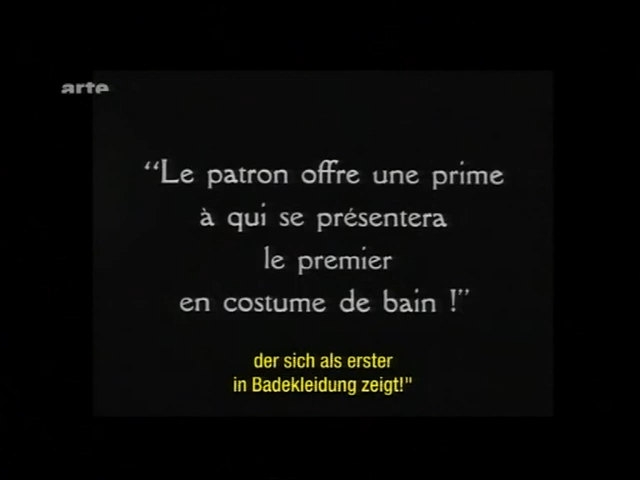 arte
“Le patron offre une prime
à qui se présentera
le premier
en costume de bain !”
der sich als erster
in Badekleidung zeigt!"